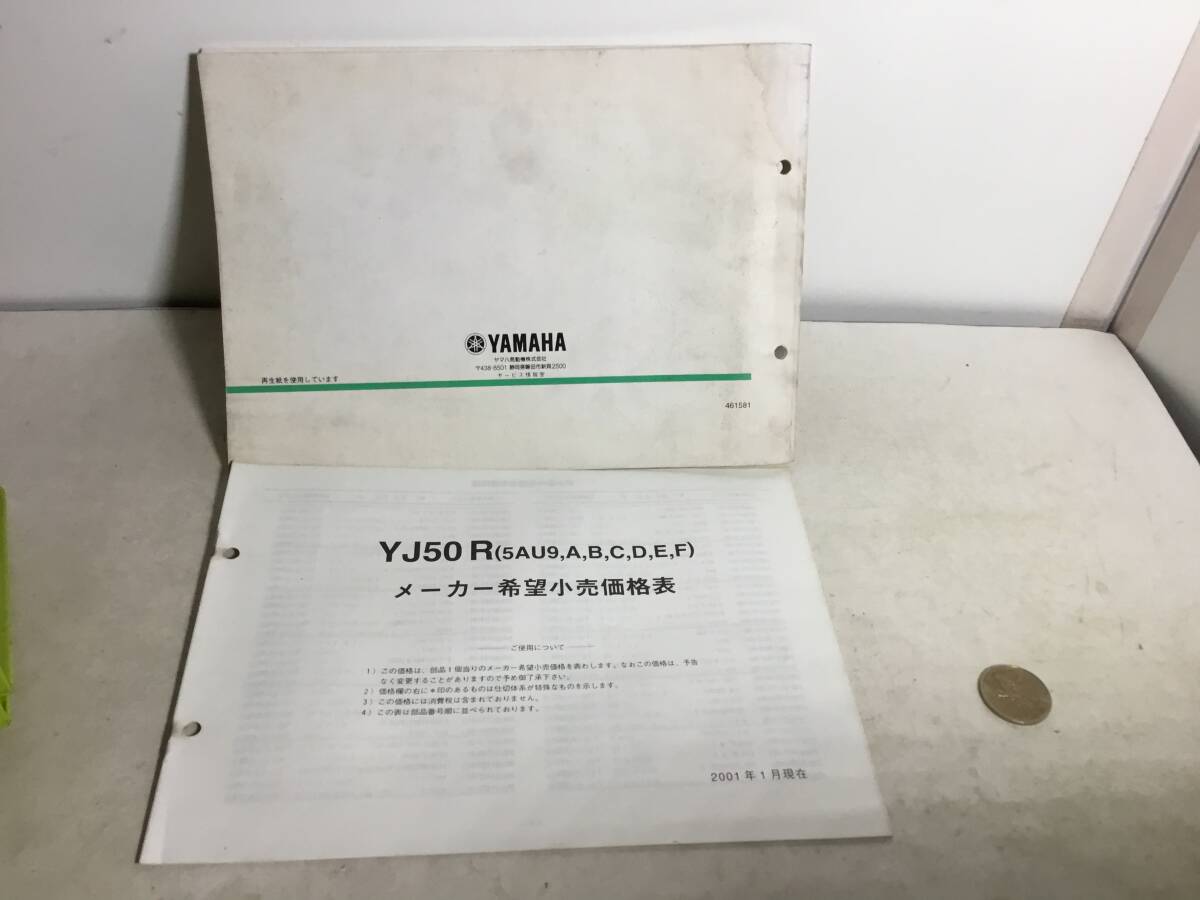 YAMAHA
ヤマハ発動機株式会社
〒438-8501 静岡県磐田市新貝2500
サービス情報室
再生紙を使用しています
461581
YJ50 R(5AU9,A,B,C,D,E,F)
メーカー希望小売価格表
ご使用について
1) この価格は、部品1個当りのメーカー希望小売価格を表わします。なおこの価格は、予告
なく変更することがありますので予め御了承下さい。
2) 価格欄の右に*印のあるものは仕切体系が特殊なものを示します。
3) この価格には消費税は含まれておりません。
4) この表は部品番号順に並べられております。
2001年1月現在